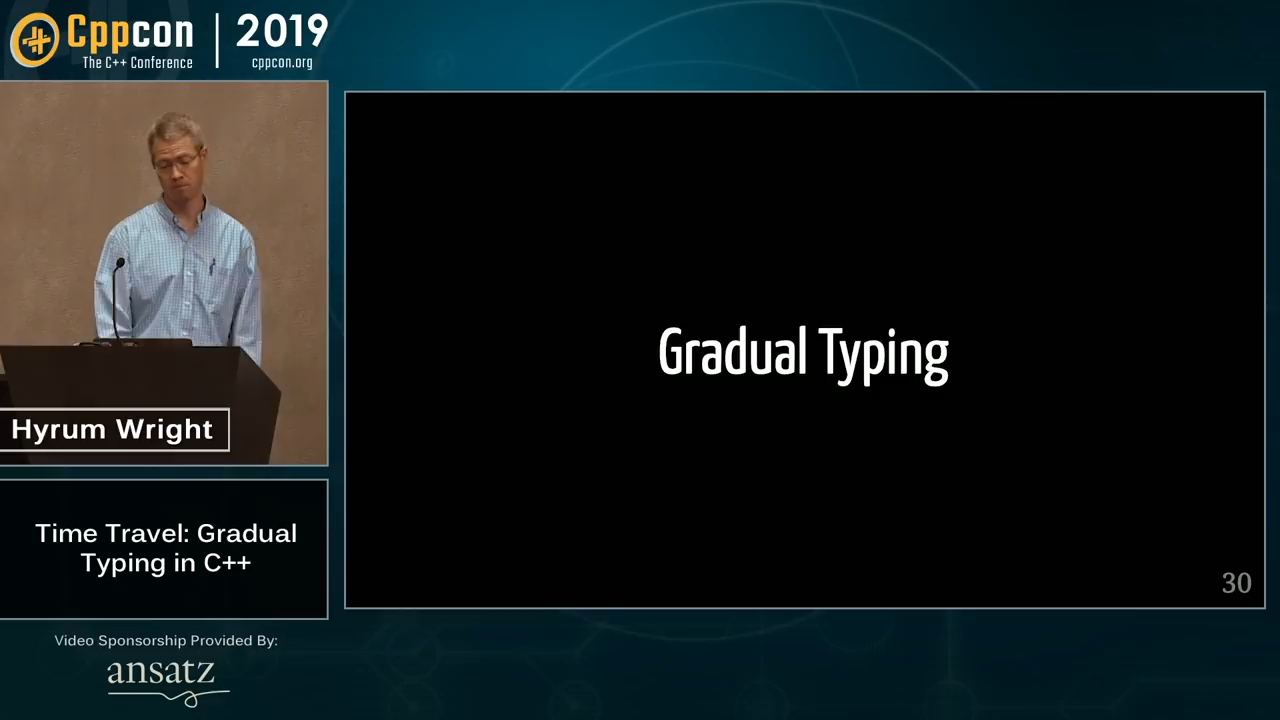 Cppcon
The C++ Conference
2019
cppcon.org
Gradual Typing
Hyrum Wright
Time Travel: Gradual
Typing in C++
30
Video Sponsorship Provided By:
ansatz